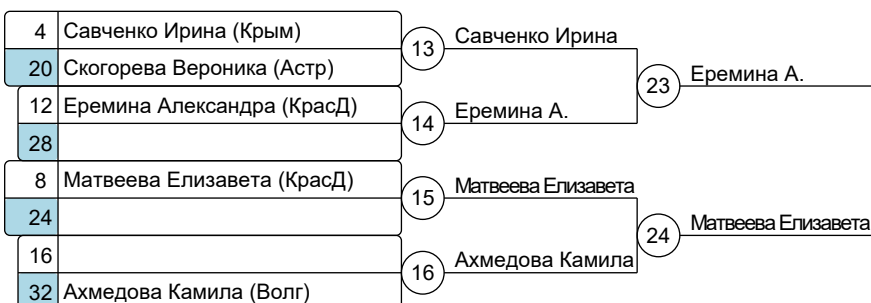 4 Савченко Ирина (Крым)
13 Савченко Ирина
20 Скогорева Вероника (Астр)
23 Еремина А.
12 Еремина Александра (КрасД)
14 Еремина А.
28
8 Матвеева Елизавета (КрасД)
15 Матвеева Елизавета
24
24 Матвеева Елизавета
16
16 Ахмедова Камила
32 Ахмедова Камила (Волг)